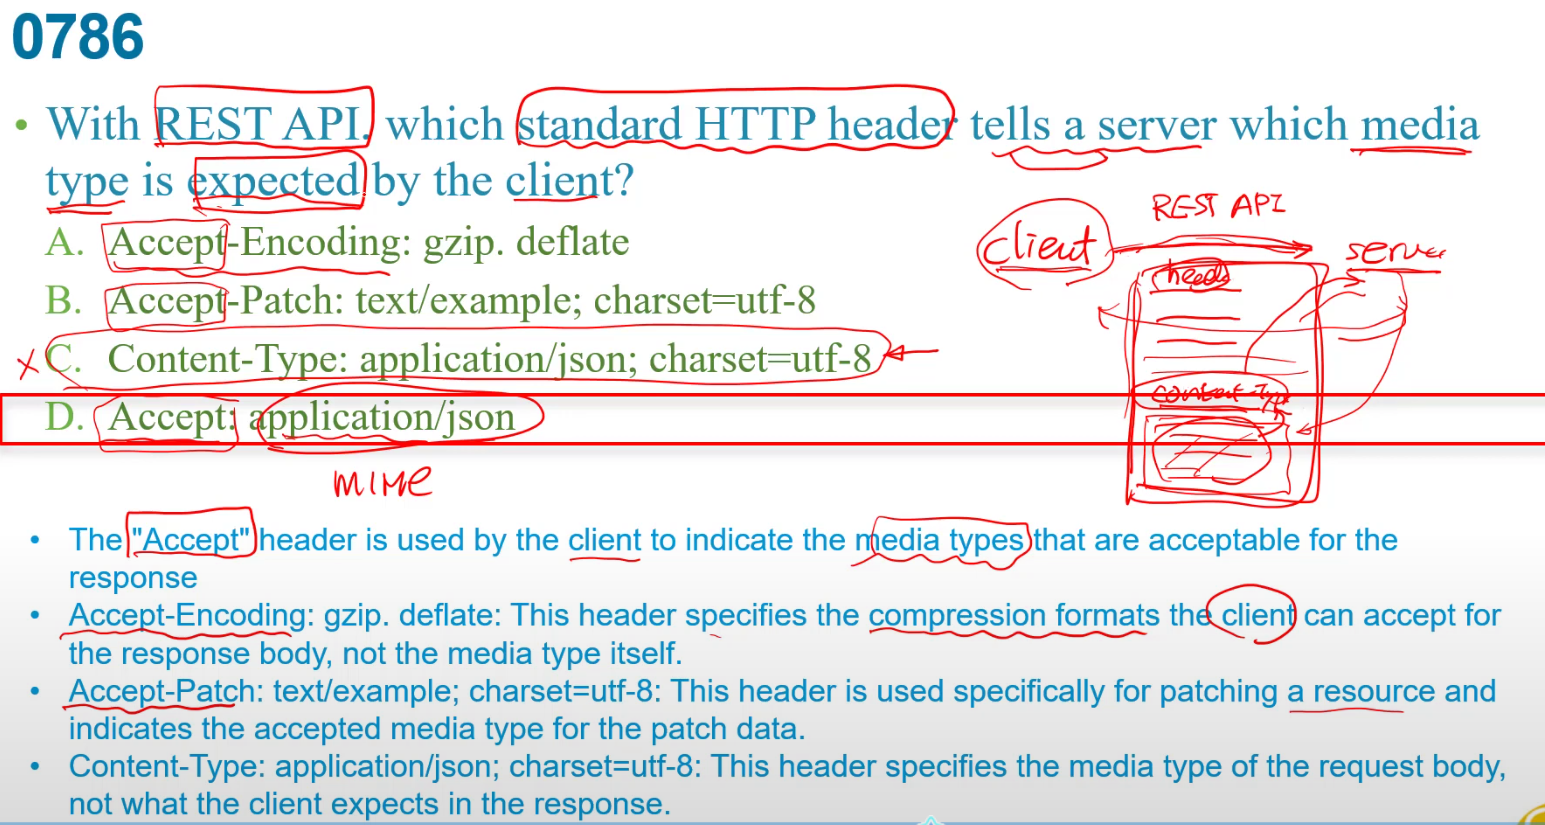 0786
• With REST API, which standard HTTP header tells a server which media
type is expected by the client?
A. Accept-Encoding: gzip. deflate
B. Accept-Patch: text/example; charset=utf-8
C. Content-Type: application/json; charset=utf-8
D. Accept: application/json
REST API
client
server
content-Type
MIME
• The "Accept" header is used by the client to indicate the media types that are acceptable for the
response
• Accept-Encoding: gzip. deflate: This header specifies the compression formats the client can accept for
the response body, not the media type itself.
• Accept-Patch: text/example; charset=utf-8: This header is used specifically for patching a resource and
indicates the accepted media type for the patch data.
• Content-Type: application/json; charset=utf-8: This header specifies the media type of the request body,
not what the client expects in the response.